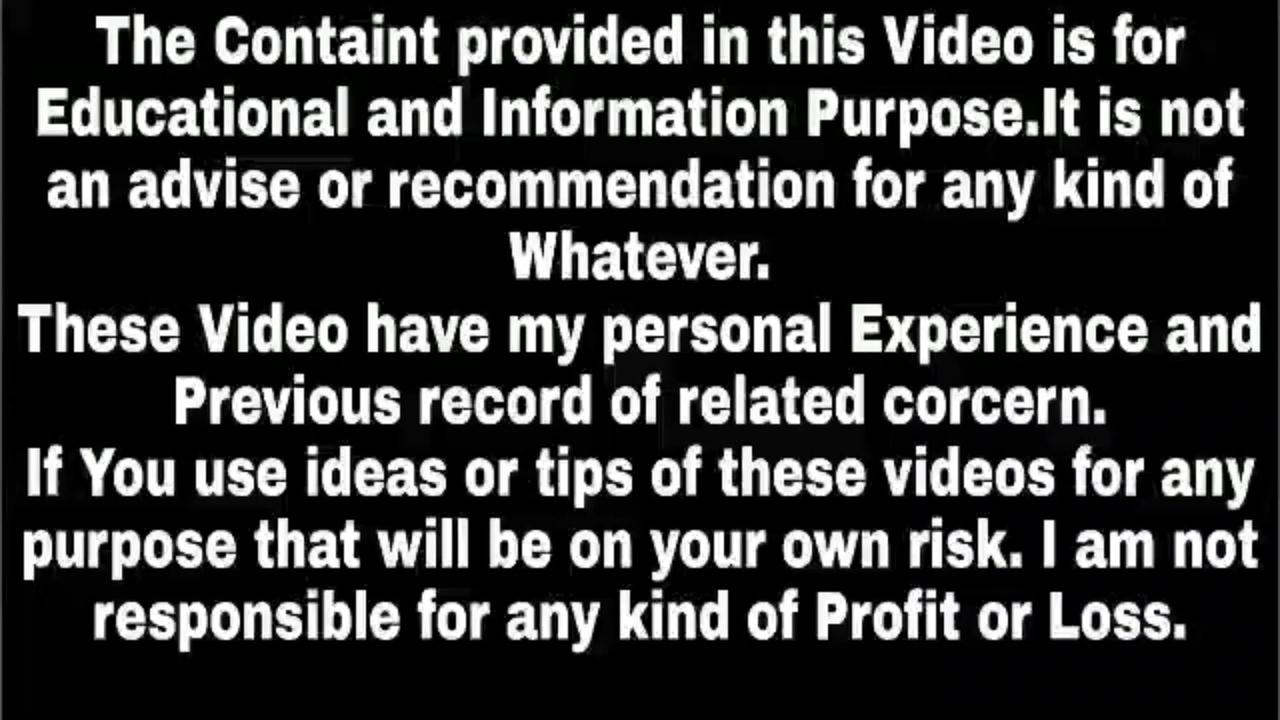 The Containt provided in this Video is for
Educational and Information Purpose.It is not
an advise or recommendation for any kind of
Whatever.
These Video have my personal Experience and
Previous record of related corcern.
If You use ideas or tips of these videos for any
purpose that will be on your own risk. I am not
responsible for any kind of Profit or Loss.